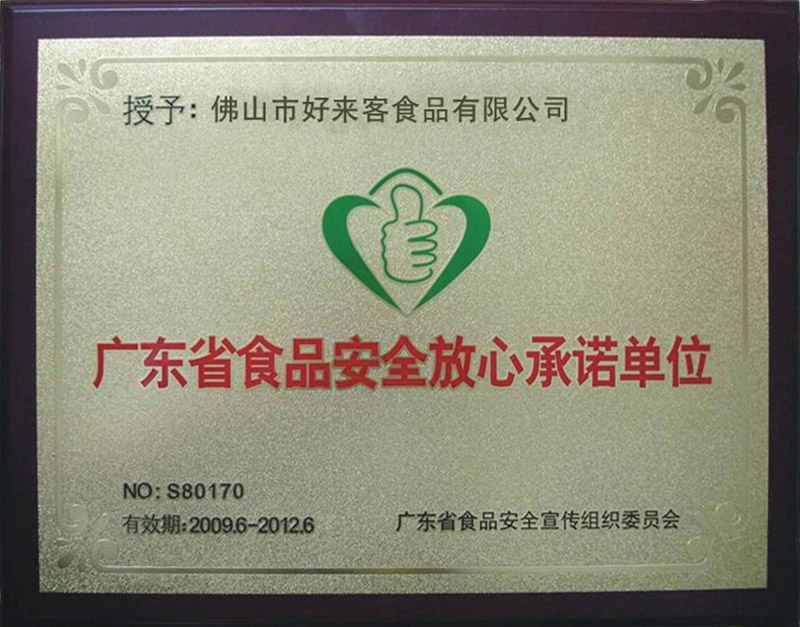 授予：佛山市好来客食品有限公司
广东省食品安全放心承诺单位
NO: S80170
有效期:2009.6-2012.6
广东省食品安全宣传组织委员会